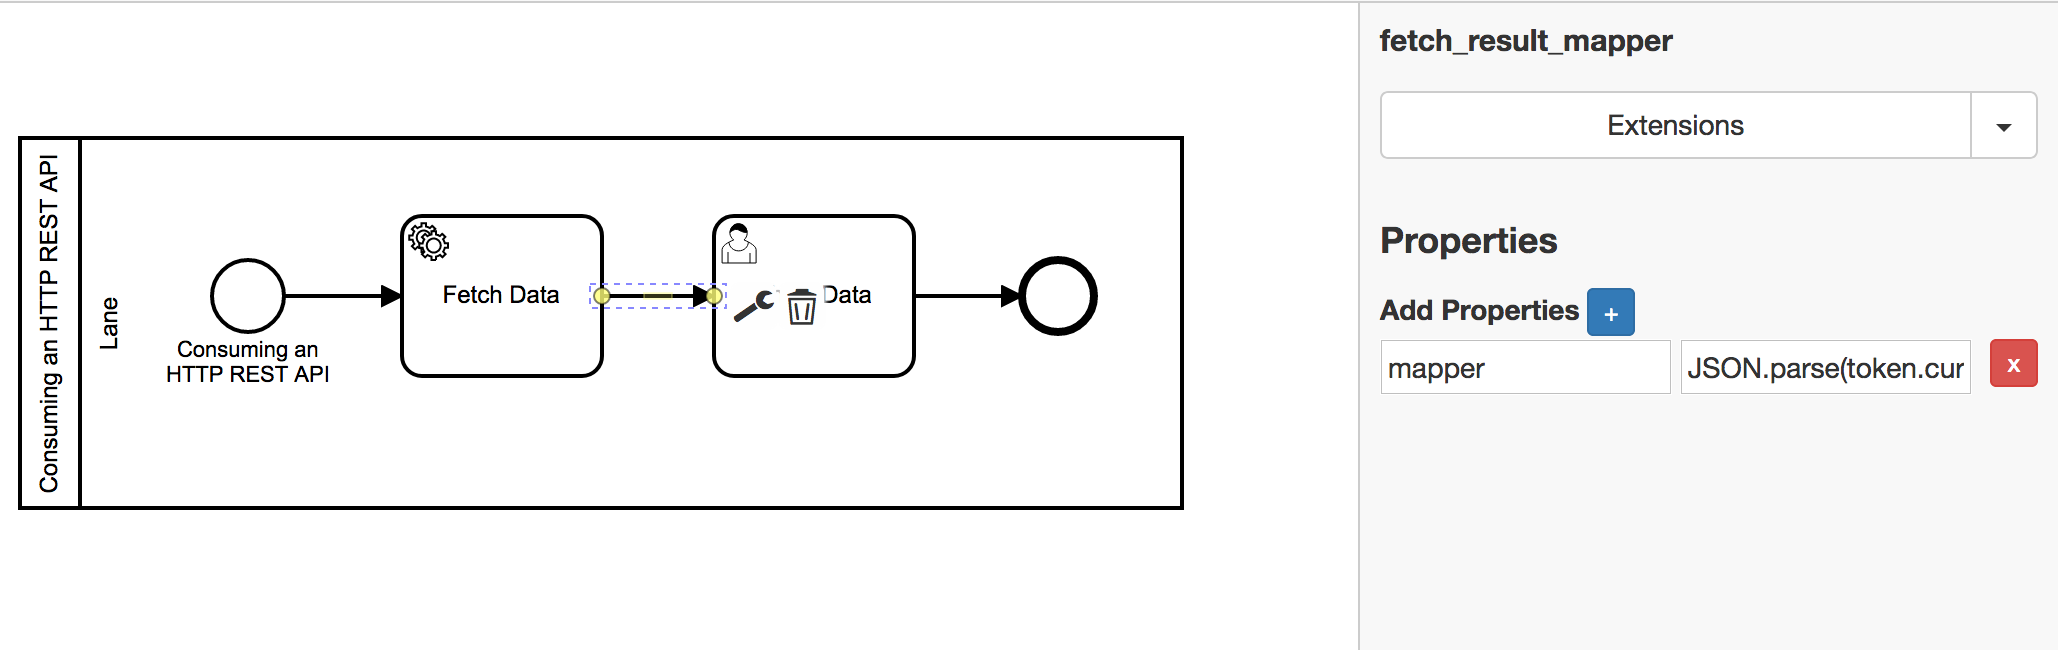 Consuming an HTTP REST API
Lane
Consuming an
HTTP REST API
Fetch Data
Data
fetch_result_mapper
Extensions
Properties
Add Properties +
mapper
JSON.parse(token.cur
x